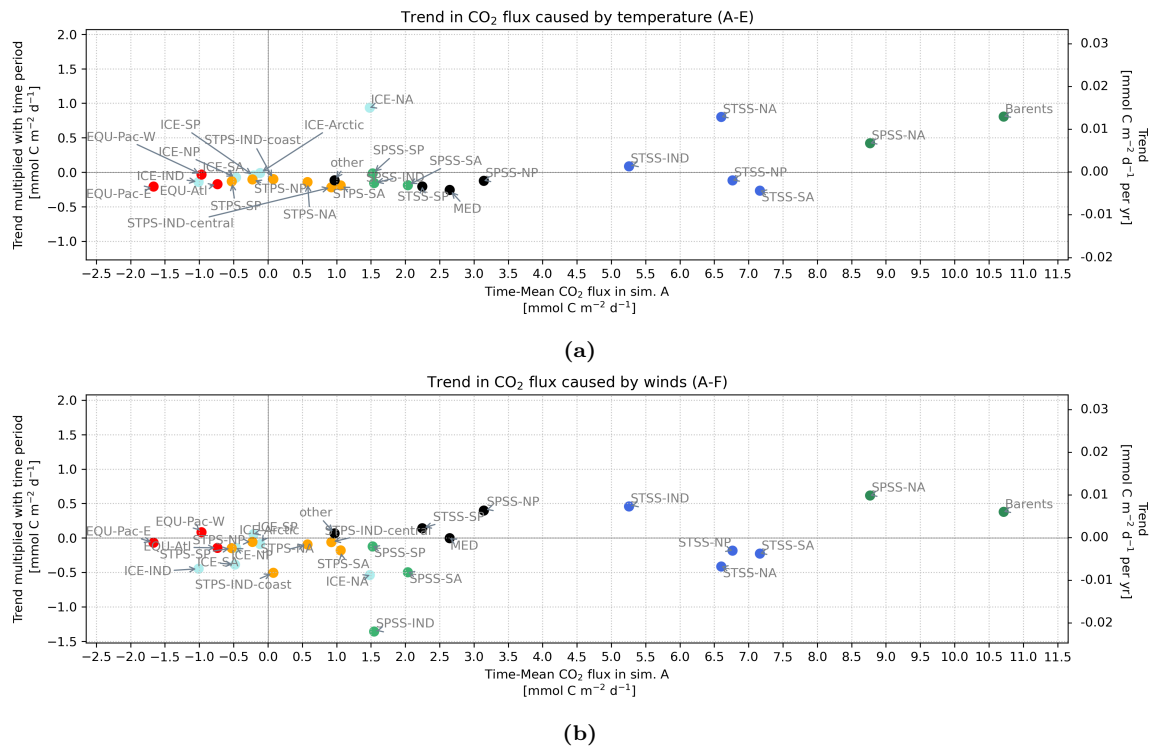 Trend in CO₂ flux caused by temperature (A-E)
Trend multiplied with time period
[mmol C m⁻² d⁻¹]
2.0
1.5
1.0
0.5
0.0
−0.5
−1.0
0.03
0.02
0.01
0.00
−0.01
−0.02
Trend
[mmol C m⁻² d⁻¹ per yr]
ICE-NA
STSS-NA
Barents
ICE-SP
EQU-Pac-W
STPS-IND-coast
ICE-Arctic
SPSS-NA
ICE-NP
SPSS-SP
other
SPSS-SA
STSS-IND
ICE-SA
ICE-IND
SPSS-IND
SPSS-NP
STSS-NP
EQU-Pac-E
EQU-Atl
STPS-NP
STPS-SA
STSS-SP
STSS-SA
STPS-SP
STPS-NA
MED
STPS-IND-central
−2.5 −2.0 −1.5 −1.0 −0.5 0.0 0.5 1.0 1.5 2.0 2.5 3.0 3.5 4.0 4.5 5.0 5.5 6.0 6.5 7.0 7.5 8.0 8.5 9.0 9.5 10.0 10.5 11.0 11.5
Time-Mean CO₂ flux in sim. A
[mmol C m⁻² d⁻¹]
(a)
Trend in CO₂ flux caused by winds (A-F)
Trend multiplied with time period
[mmol C m⁻² d⁻¹]
2.0
1.5
1.0
0.5
0.0
−0.5
−1.0
−1.5
0.03
0.02
0.01
0.00
−0.01
−0.02
Trend
[mmol C m⁻² d⁻¹ per yr]
SPSS-NA
SPSS-NP
STSS-IND
Barents
other
STSS-SP
EQU-Pac-W
ICE-SP
EQU-Pac-E
ICE-Arctic
STPS-IND-central
STPS-NP
EQU-Atl
STPS-NA
MED
STSS-NP
STSS-SA
STPS-SP
ICE-NP
SPSS-SP
ICE-SA
STPS-SA
ICE-IND
STPS-IND-coast
ICE-NA
SPSS-SA
STSS-NA
SPSS-IND
−2.5 −2.0 −1.5 −1.0 −0.5 0.0 0.5 1.0 1.5 2.0 2.5 3.0 3.5 4.0 4.5 5.0 5.5 6.0 6.5 7.0 7.5 8.0 8.5 9.0 9.5 10.0 10.5 11.0 11.5
Time-Mean CO₂ flux in sim. A
[mmol C m⁻² d⁻¹]
(b)